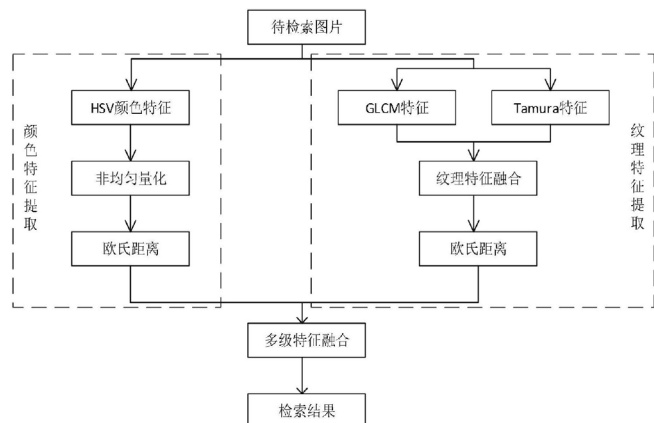 待检索图片
HSV颜色特征
GLCM特征
Tamura特征
颜色特征提取
非均匀量化
纹理特征融合
纹理特征提取
欧氏距离
欧氏距离
多级特征融合
检索结果